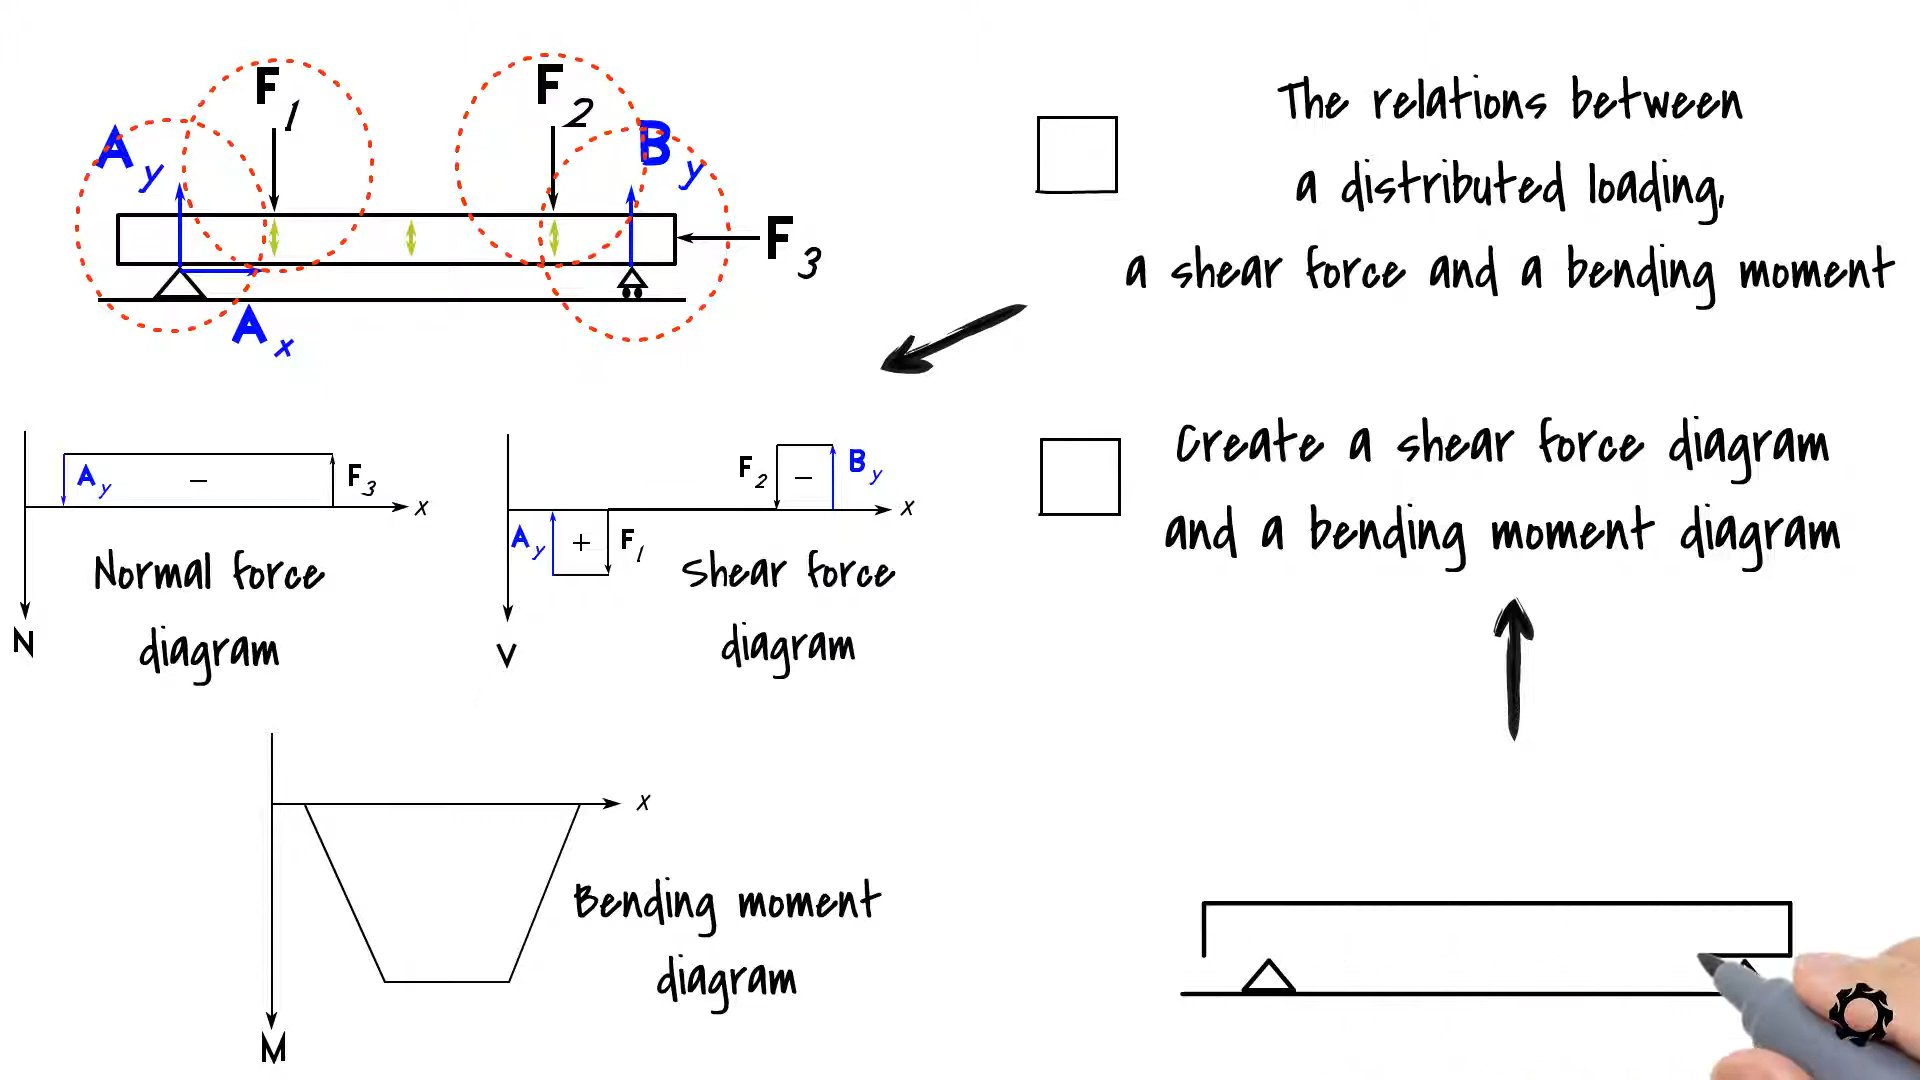 F1
F2
Ay
By
F3
Ax
The relations between
a distributed loading,
a shear force and a bending moment
Ay
−
F3
x
Normal force
diagram
N
F2
−
By
x
Ay
+
F1
Shear force
diagram
V
Create a shear force diagram
and a bending moment diagram
x
Bending moment
diagram
M